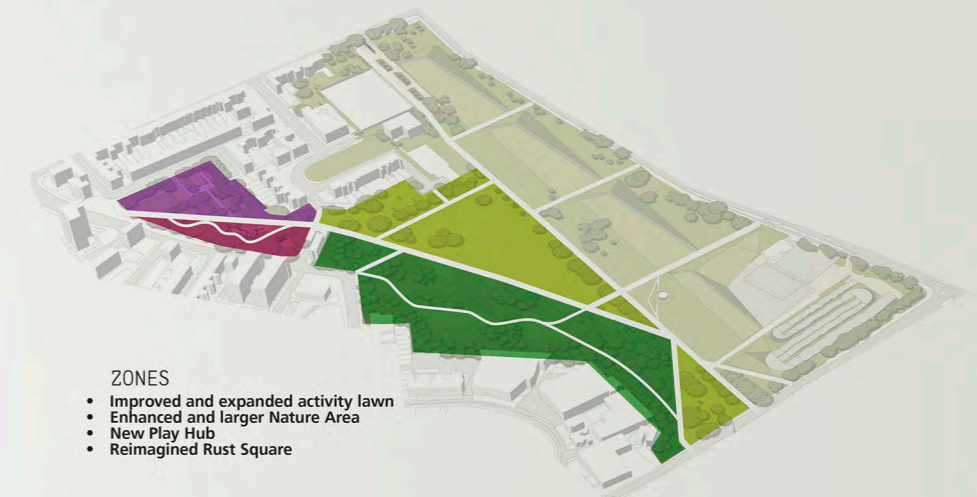 ZONES
• Improved and expanded activity lawn
• Enhanced and larger Nature Area
• New Play Hub
• Reimagined Rust Square